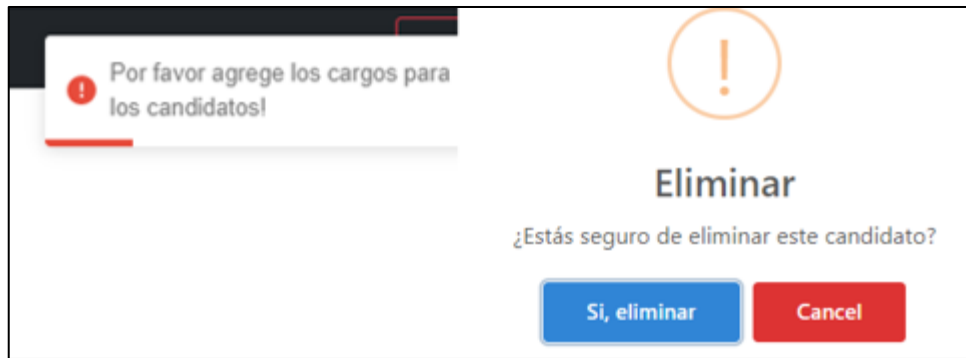 Por favor agrege los cargos para
los candidatos!
!
Eliminar
¿Estás seguro de eliminar este candidato?
Si, eliminar
Cancel